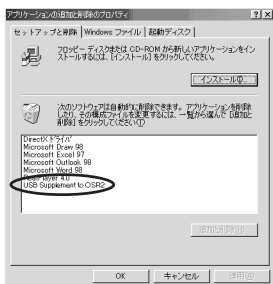 アプリケーションの追加と削除のプロパティ
セットアップと削除 Windows ファイル 起動ディスク
フロッピー ディスクまたは CD-ROM から新しいアプリケーションをインストールするには、[インストール] をクリックしてください。
インストール(I)...
次のソフトウェアは自動的に削除できます。アプリケーションを削除したり、その構成ファイルを変更するには、一覧から選んで [追加と削除] をクリックしてください(T)
DirectX ドライバ
Microsoft Draw 98
Microsoft Excel 97
Microsoft Outlook 98
Microsoft Word 98
RealPlayer 4.0
USB Supplement to OSR2
追加と削除(R)...
OK キャンセル 適用(A)